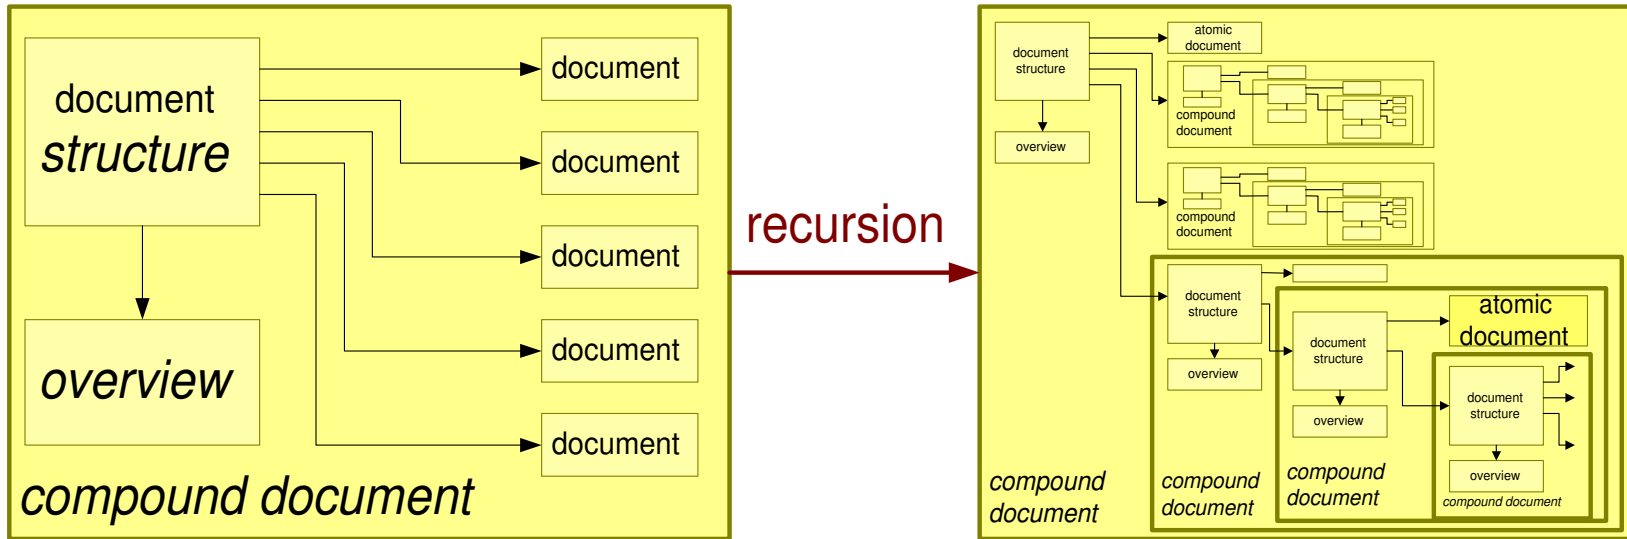 document
structure
overview
document
document
document
document
document
compound document
recursion
document
structure
overview
atomic
document
compound
document
compound
document
document
structure
overview
document
structure
overview
atomic
document
document
structure
overview
compound document
compound
document
compound
document
compound
document